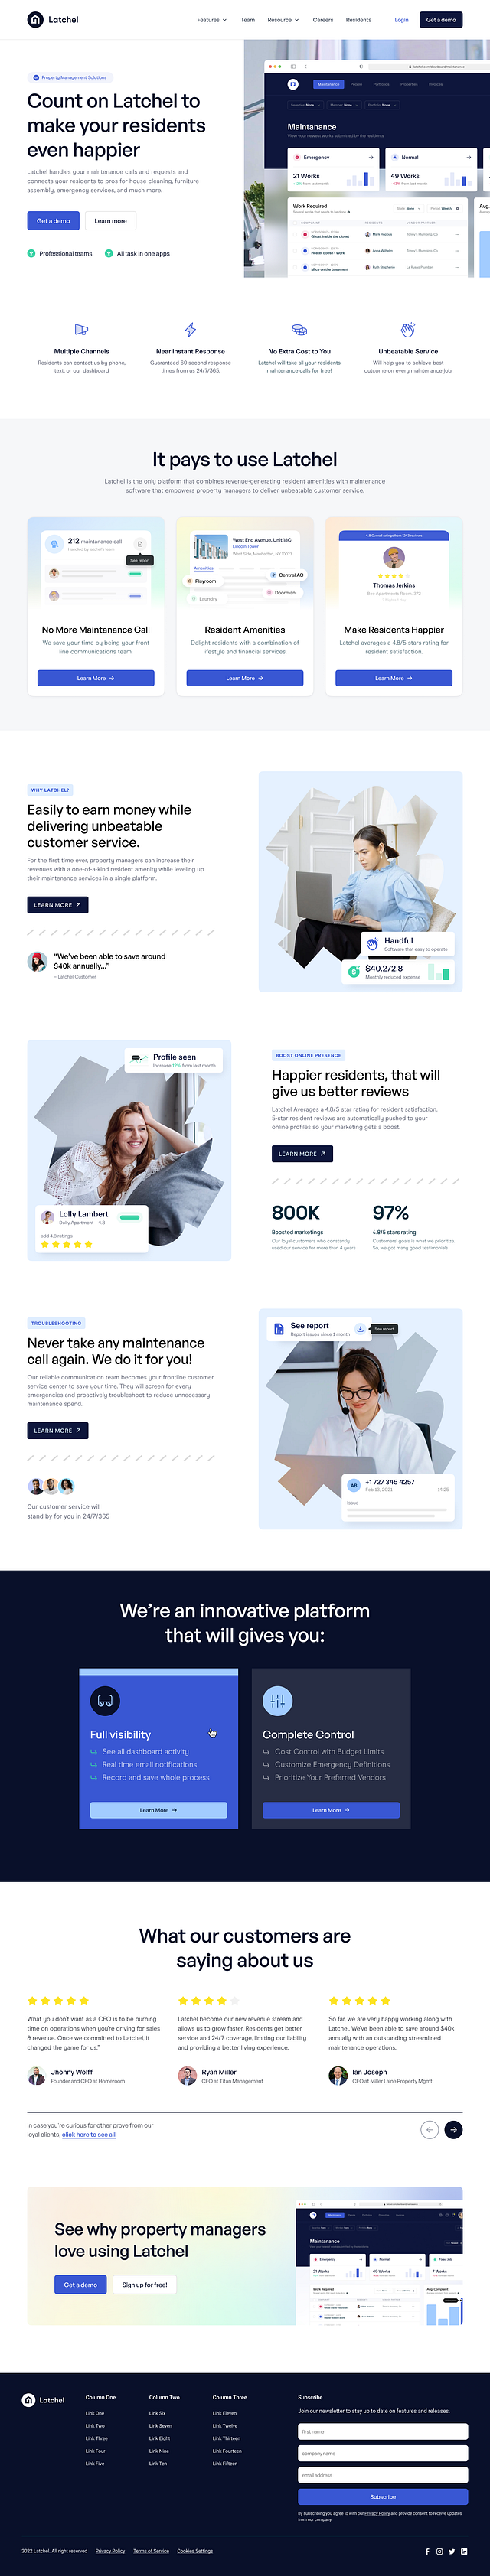 Latchel
Features
Team
Resource
Careers
Residents
Login
Get a demo
Property Management Solutions
Count on Latchel to
make your residents
even happier
Latchel handles your maintenance calls and requests and
connects your residents to pros for house cleaning, furniture
assembly, emergency services, and much more.
Get a demo
Learn more
Professional teams
All task in one apps
Maintanance
Maintanance
Emergency
Normal
21 Works
49 Works
Work Required
Multiple Channels
Residents can contact us by phone,
text, or our dashboard
Near Instant Response
Guaranteed 60 second response
times from us 24/7/365.
No Extra Cost to You
Latchel will take all your residents
maintenance calls for free!
Unbeatable Service
Will help you to achieve best
outcome on every maintenance job.
It pays to use Latchel
Latchel is the only platform that combines revenue-generating resident amenities with maintenance
software that empowers property managers to deliver unbeatable customer service.
212 maintanance call
See report
No More Maintanance Call
We save your time by being your front
line communications team.
Learn More
West End Avenue, Unit 16C
Lincoln Tower
West Side Manhattan, NY 10023
Amenities
Central AC
Playroom
Doorman
Laundry
Resident Amenities
Delight residents with a combination of
lifestyle and financial services.
Learn More
Thomas Jenkins
Make Residents Happier
Latchel averages a 4.8/5 stars rating for
resident satisfaction.
Learn More
WHY LATCHEL?
Easily to earn money while
delivering unbeatable
customer service.
For the first time ever, property managers can increase their
revenues with a one-of-a-kind resident amenity while leveling up
their maintenance services in a single platform.
LEARN MORE
"We've been able to save around
$40k annually..."
– Latchel Customer
Handful
Software that easy to operate
$40.272.8
Monthly reduced expense
Profile seen
Increase 12% from last month
Lolly Lambert
Dolly Apartment – 4.8
add 4.8+ratings
BOOST ONLINE PRESENCE
Happier residents, that will
give us better reviews
Latchel Averages a 4.8/5 star rating for resident satisfaction.
5-star resident reviews are automatically pushed to your
online profiles so your marketing gets a boost.
LEARN MORE
800K
Boosted marketings
Our loyal customers who constantly
used our service for more than 4 years
97%
4.8/5 stars rating
Customers' goals is what we priorities
So, we got many good testimonials
TROUBLESHOOTING
Never take any maintenance
call again. We do it for you!
Our reliable communication team becomes your frontline customer
service center to save your time. They will screen for every
emergencies and proactively troubleshoot to reduce unnecessary
maintenance spend.
LEARN MORE
Our customer service will
stand by for you in 24/7/365
See report
Report issues since 1 month
See report
AB
+1 727 345 4257
Feb 10, 2021
Issue
We're an innovative platform
that will gives you:
Full visibility
See all dashboard activity
Real time email notifications
Record and save whole process
Learn More
Complete Control
Cost Control with Budget Limits
Customize Emergency Definitions
Prioritize Your Preferred Vendors
Learn More
What our customers are
saying about us
What you don't want as a CEO is to be burning
at times operation when you're driving for sales
& revenue. Once we committed to Latchel, it
changed the game for us."
Jhonny Wolff
Founder and CEO at Homeroom
Latchel become our new revenue stream and
allows us to grow faster. Residents get better
service and 24/7 coverage, limiting our liability
and providing a better living experience.
Ryan Miller
CEO at Titan Management
So far, we are very happy working along with
Latchel. We've been able to save around $40k
annually with an outstanding streamlined
maintenance operations.
Ian Joseph
CEO at Miller Laine Property Mgmt
In case you're curious for other prove from our
loyal clients, click here to see all
See why property managers
love using Latchel
Get a demo
Sign up for free!
Maintanance
Emergency
Normal
21 Works
93 Works
7 Works
Work Required
Latchel
Column One
Link One
Link Two
Link Three
Link Four
Link Five
Column Two
Link Six
Link Seven
Link Eight
Link Nine
Link Ten
Column Three
Link Eleven
Link Twelve
Link Thirteen
Link Fourteen
Link Fifteen
Subscribe
Join our newsletter to stay up to date on features and releases.
first name
company name
email address
Subscribe
By subscribing you agree to with our Privacy Policy and provide consent to receive updates
from our company.
2022 Latchel. All right reserved
Privacy Policy
Terms of Service
Cookies Settings